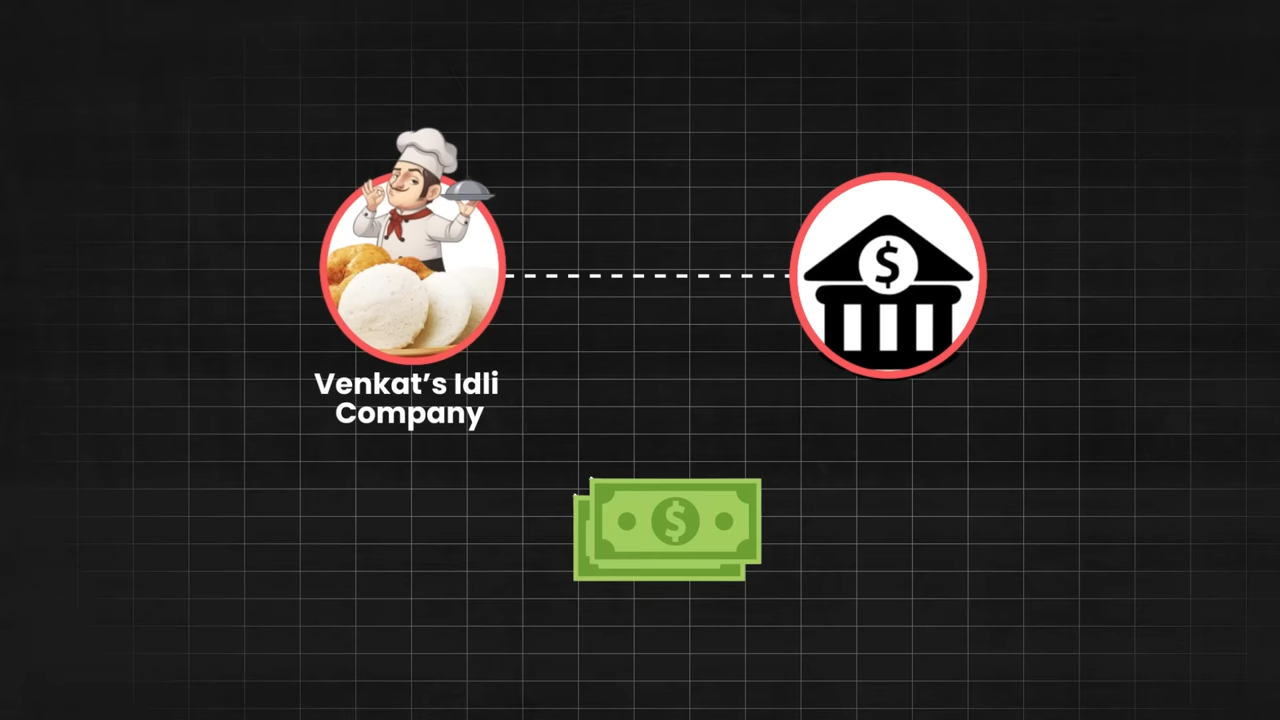 $
Venkat’s Idli
Company
$